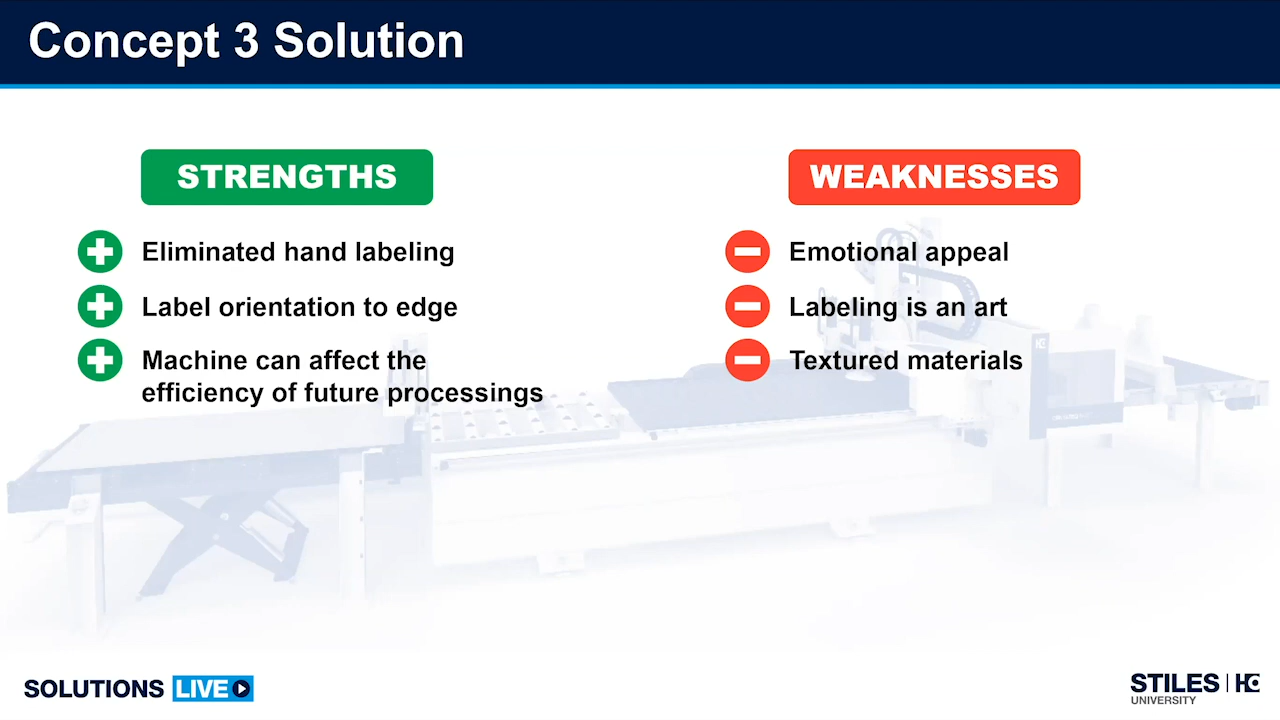 Concept 3 Solution
STRENGTHS
Eliminated hand labeling
Label orientation to edge
Machine can affect the
efficiency of future processings
WEAKNESSES
Emotional appeal
Labeling is an art
Textured materials
SOLUTIONS LIVE
STILES
UNIVERSITY